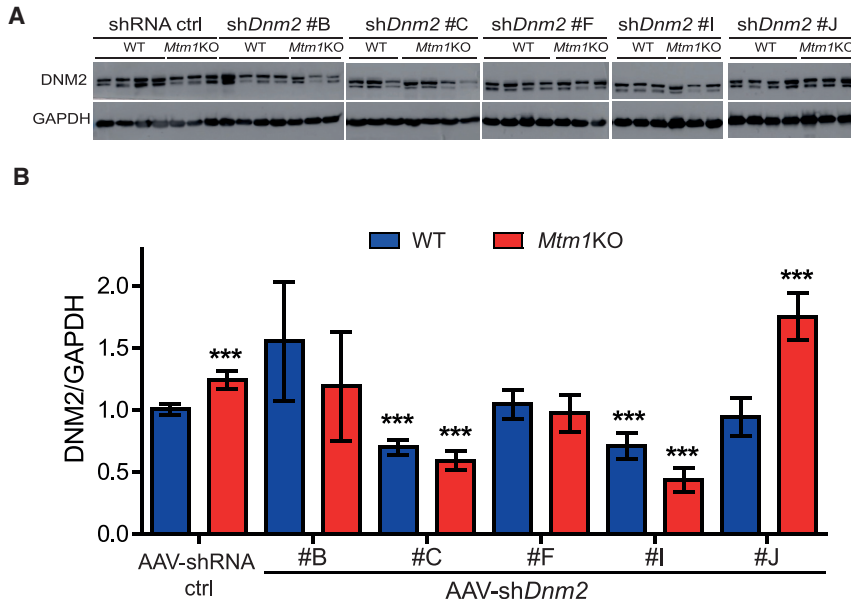 A
shRNA ctrl shDnm2 #B shDnm2 #C shDnm2 #F shDnm2 #I shDnm2 #J
WT Mtm1KO WT Mtm1KO WT Mtm1KO WT Mtm1KO WT Mtm1KO WT Mtm1KO
DNM2
GAPDH
B
WT Mtm1KO
DNM2/GAPDH
2.0
1.5
1.0
0.5
0.0
***
***
***
***
***
***
AAV-shRNA ctrl
#B #C #F #I #J
AAV-shDnm2